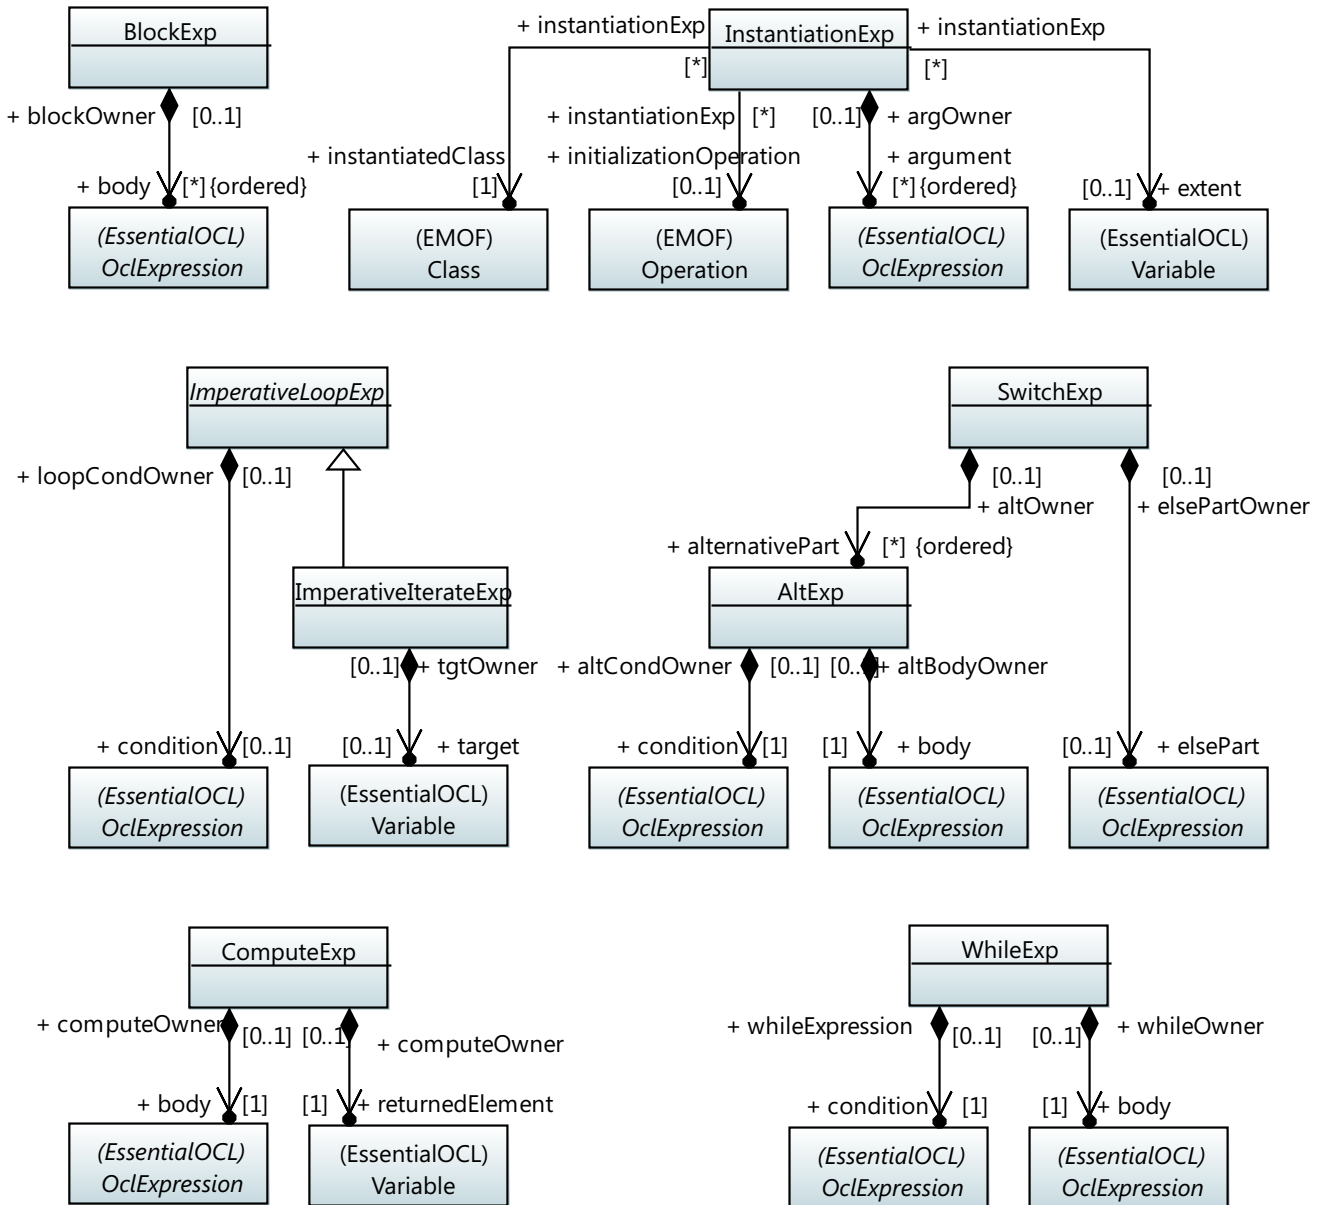 BlockExp
+ blockOwner [0..1]
+ body [*] {ordered}
(EssentialOCL)
OclExpression
+ instantiationExp
InstantiationExp
+ instantiationExp
[*]
[*]
+ instantiationExp [*]
[0..1] + argOwner
+ instantiatedClass
+ initializationOperation
+ argument
[1]
[0..1]
[*] {ordered}
[0..1] + extent
(EMOF)
Class
(EMOF)
Operation
(EssentialOCL)
OclExpression
(EssentialOCL)
Variable
ImperativeLoopExp
+ loopCondOwner [0..1]
ImperativeIterateExp
[0..1] + tgtOwner
+ condition [0..1]
[0..1] + target
(EssentialOCL)
OclExpression
(EssentialOCL)
Variable
SwitchExp
[0..1]
+ altOwner
[0..1]
+ elsePartOwner
+ alternativePart [*] {ordered}
AltExp
+ altCondOwner [0..1]
[0..1] + altBodyOwner
+ condition [1]
[1] + body
[0..1] + elsePart
(EssentialOCL)
OclExpression
(EssentialOCL)
OclExpression
(EssentialOCL)
OclExpression
ComputeExp
+ computeOwner [0..1]
[0..1] + computeOwner
+ body [1]
[1] + returnedElement
(EssentialOCL)
OclExpression
(EssentialOCL)
Variable
WhileExp
+ whileExpression [0..1]
[0..1] + whileOwner
+ condition [1]
[1] + body
(EssentialOCL)
OclExpression
(EssentialOCL)
OclExpression